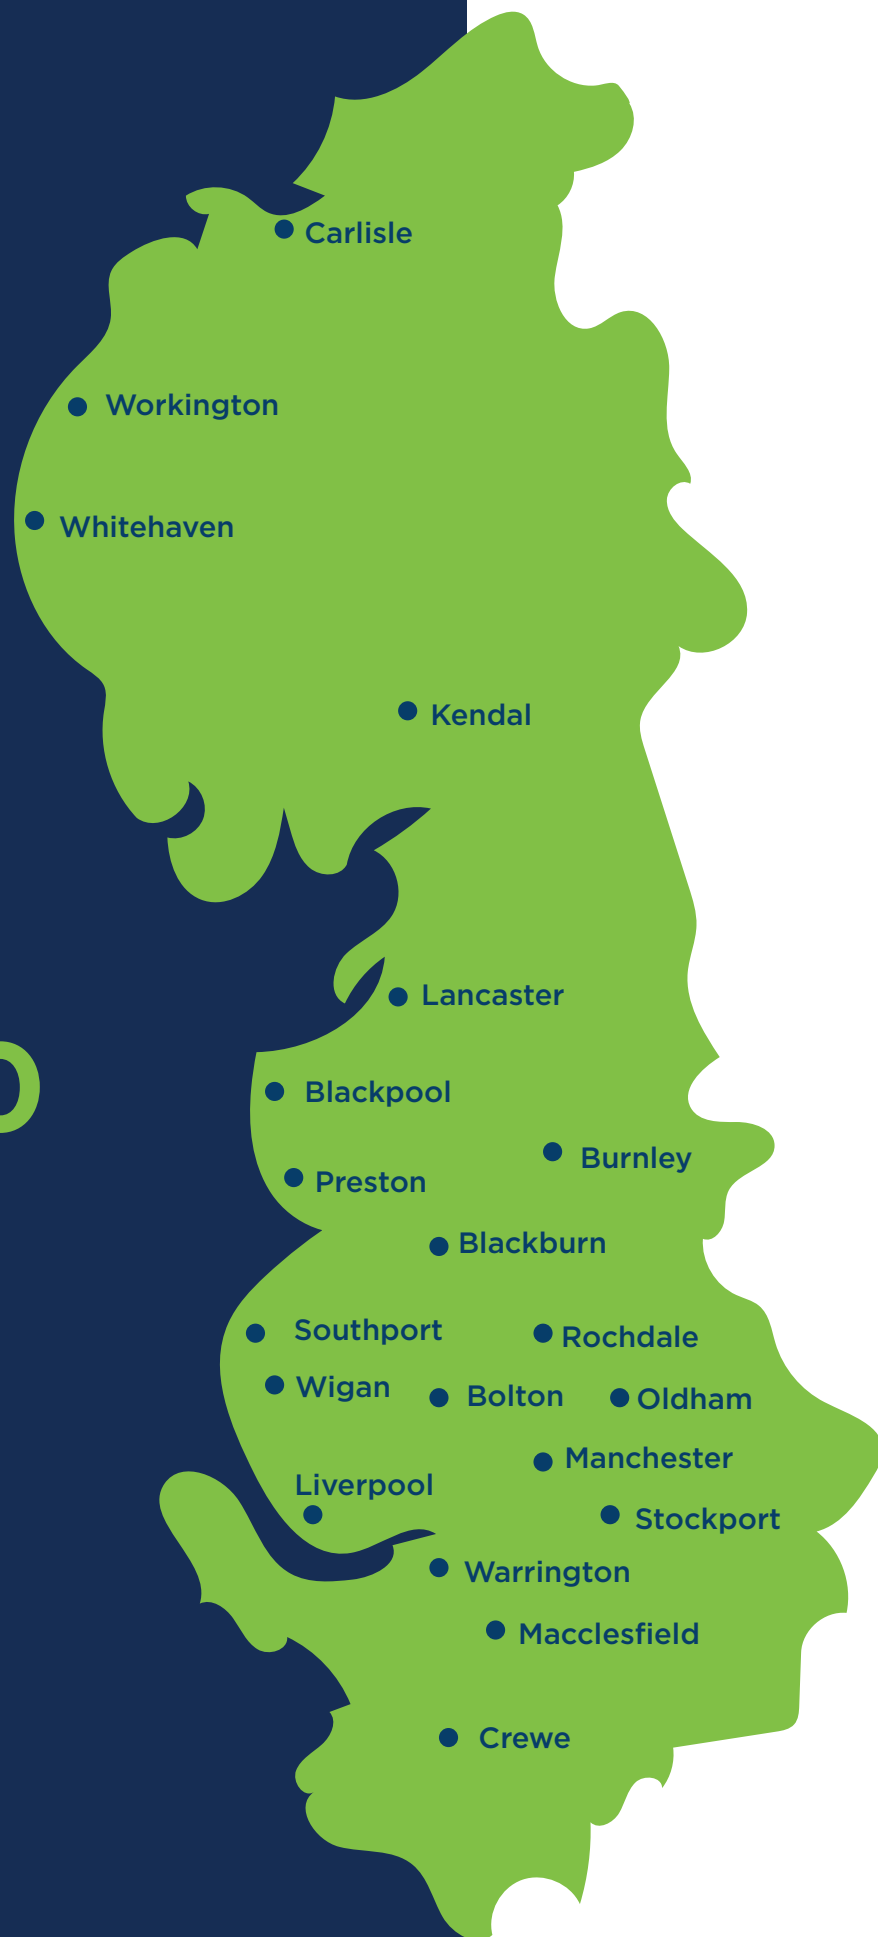 Carlisle
Workington
Whitehaven
Kendal
Lancaster
Blackpool
Burnley
Preston
Blackburn
Southport
Rochdale
Wigan
Bolton
Oldham
Manchester
Liverpool
Stockport
Warrington
Macclesfield
Crewe